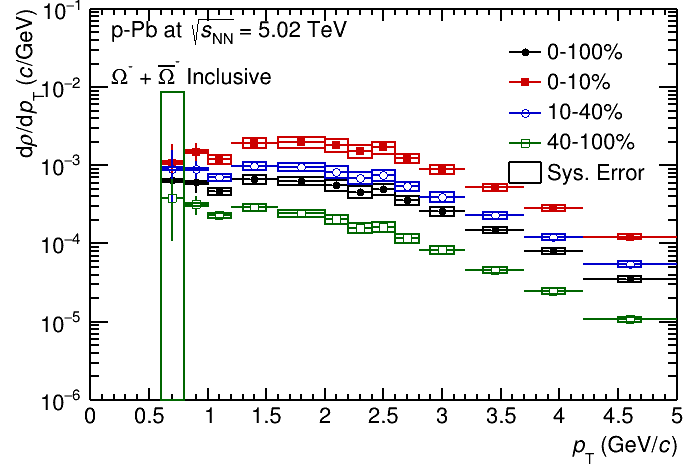 p-Pb at √s_NN = 5.02 TeV
Ω⁻ + Ω̅⁻ Inclusive
0-100%
0-10%
10-40%
40-100%
Sys. Error
dρ/dp_T (c/GeV)
10⁻¹
10⁻²
10⁻³
10⁻⁴
10⁻⁵
10⁻⁶
0 0.5 1 1.5 2 2.5 3 3.5 4 4.5 5
p_T (GeV/c)